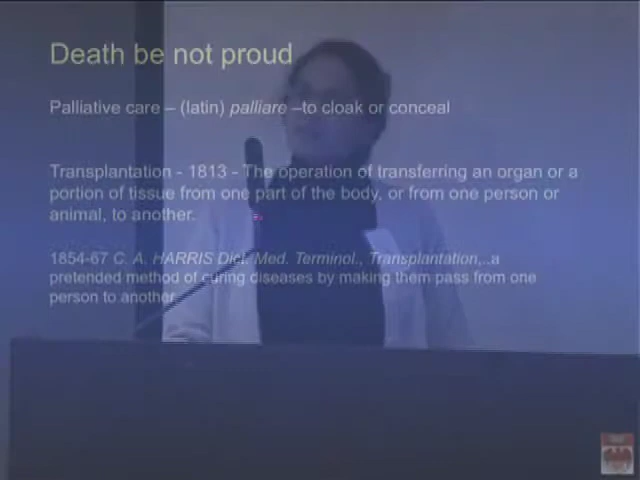 Death be not proud
Palliative care – (latin) palliare –to cloak or conceal
Transplantation - 1813 - The operation of transferring an organ or a
portion of tissue from one part of the body, or from one person or
animal, to another.
1854-67 C. A. HARRIS Dict. Med. Terminol., Transplantation,..a
pretended method of curing diseases by making them pass from one
person to another